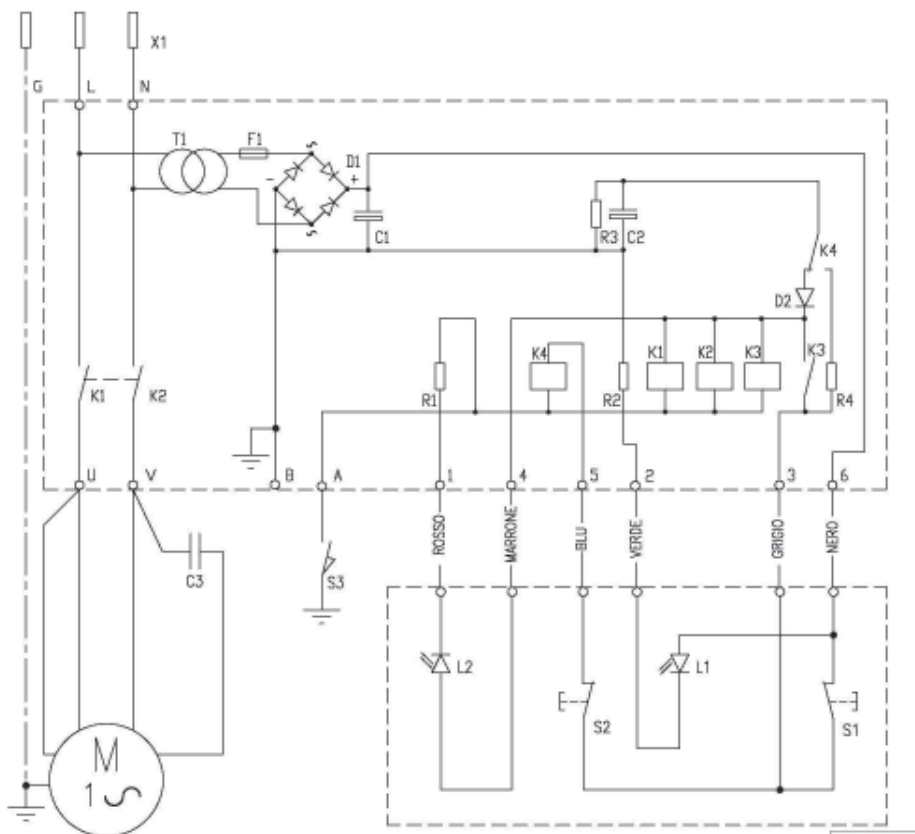 X1
G L N
T1 F1 D1
- +
C1 R3 C2 K4
D2
K4 K1 K2 K3 K3
K1 K2 R1 R2 R4
U V B A 1 4 5 2 3 6
ROSSO MARRONE BLU VERDE GRIGIO NERO
C3 S3
L2 L1
S2 S1
M
1